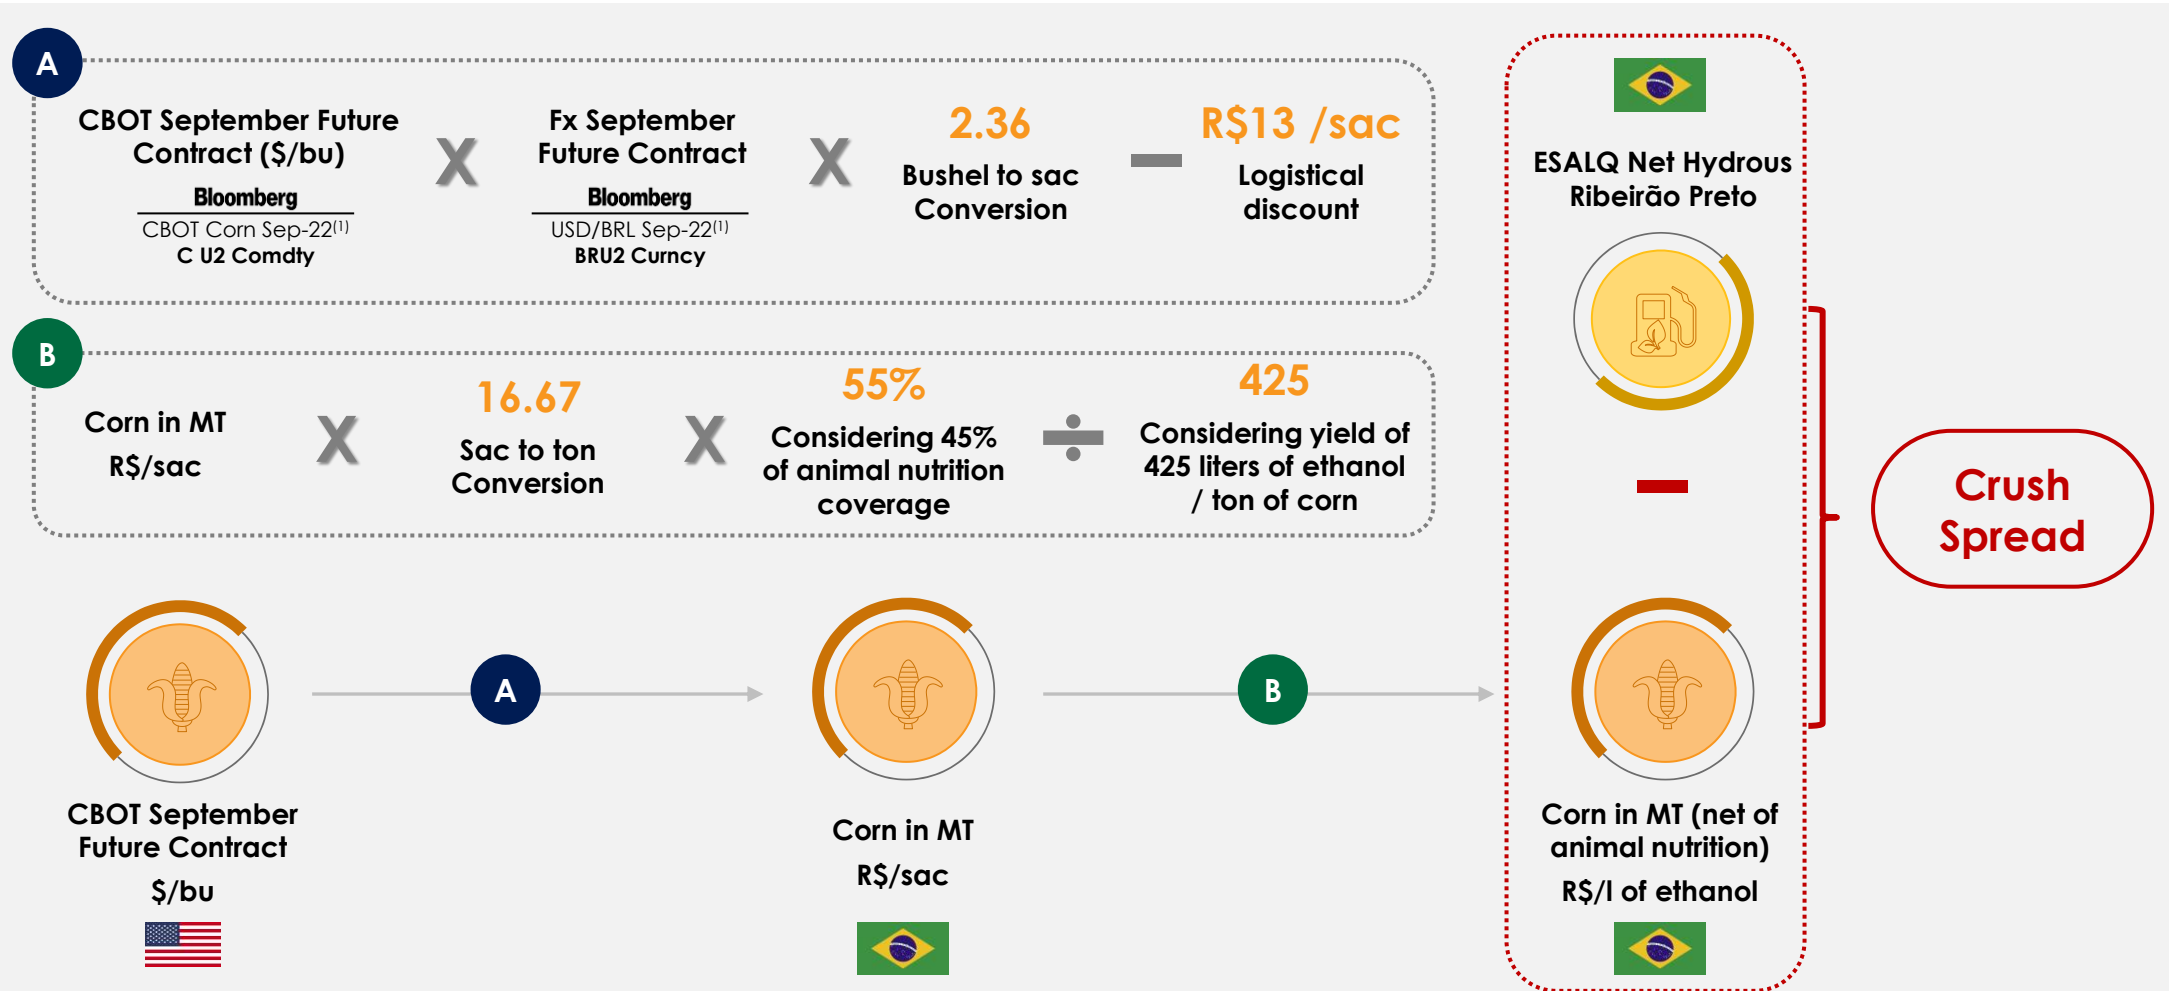 A
CBOT September Future
Contract ($/bu)
Bloomberg
CBOT Corn Sep-22(1)
C U2 Comdty
X
Fx September
Future Contract
Bloomberg
USD/BRL Sep-22(1)
BRU2 Curncy
X
2.36
Bushel to sac
Conversion
R$13 /sac
Logistical
discount
B
Corn in MT
R$/sac
X
16.67
Sac to ton
Conversion
X
55%
Considering 45%
of animal nutrition
coverage
÷
425
Considering yield of
425 liters of ethanol
/ ton of corn
ESALQ Net Hydrous
Ribeirão Preto
Crush
Spread
CBOT September
Future Contract
$/bu
A
Corn in MT
R$/sac
B
Corn in MT (net of
animal nutrition)
R$/l of ethanol